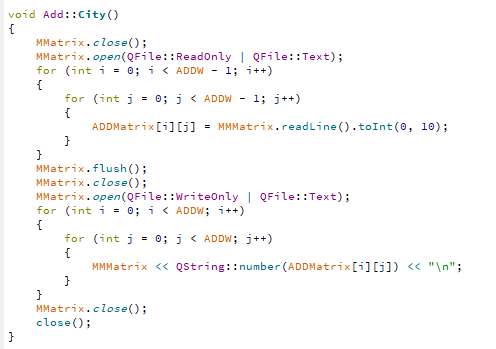 void Add::City()
{
    MMatrix.close();
    MMatrix.open(QFile::ReadOnly | QFile::Text);
    for (int i = 0; i < ADDW - 1; i++)
    {
        for (int j = 0; j < ADDW - 1; j++)
        {
            ADDMatrix[i][j] = MMMatrix.readLine().toInt(0, 10);
        }
    }
    MMatrix.flush();
    MMatrix.close();
    MMatrix.open(QFile::WriteOnly | QFile::Text);
    for (int i = 0; i < ADDW; i++)
    {
        for (int j = 0; j < ADDW; j++)
        {
            MMMatrix << QString::number(ADDMatrix[i][j]) << "\n";
        }
    }
    MMatrix.close();
    close();
}